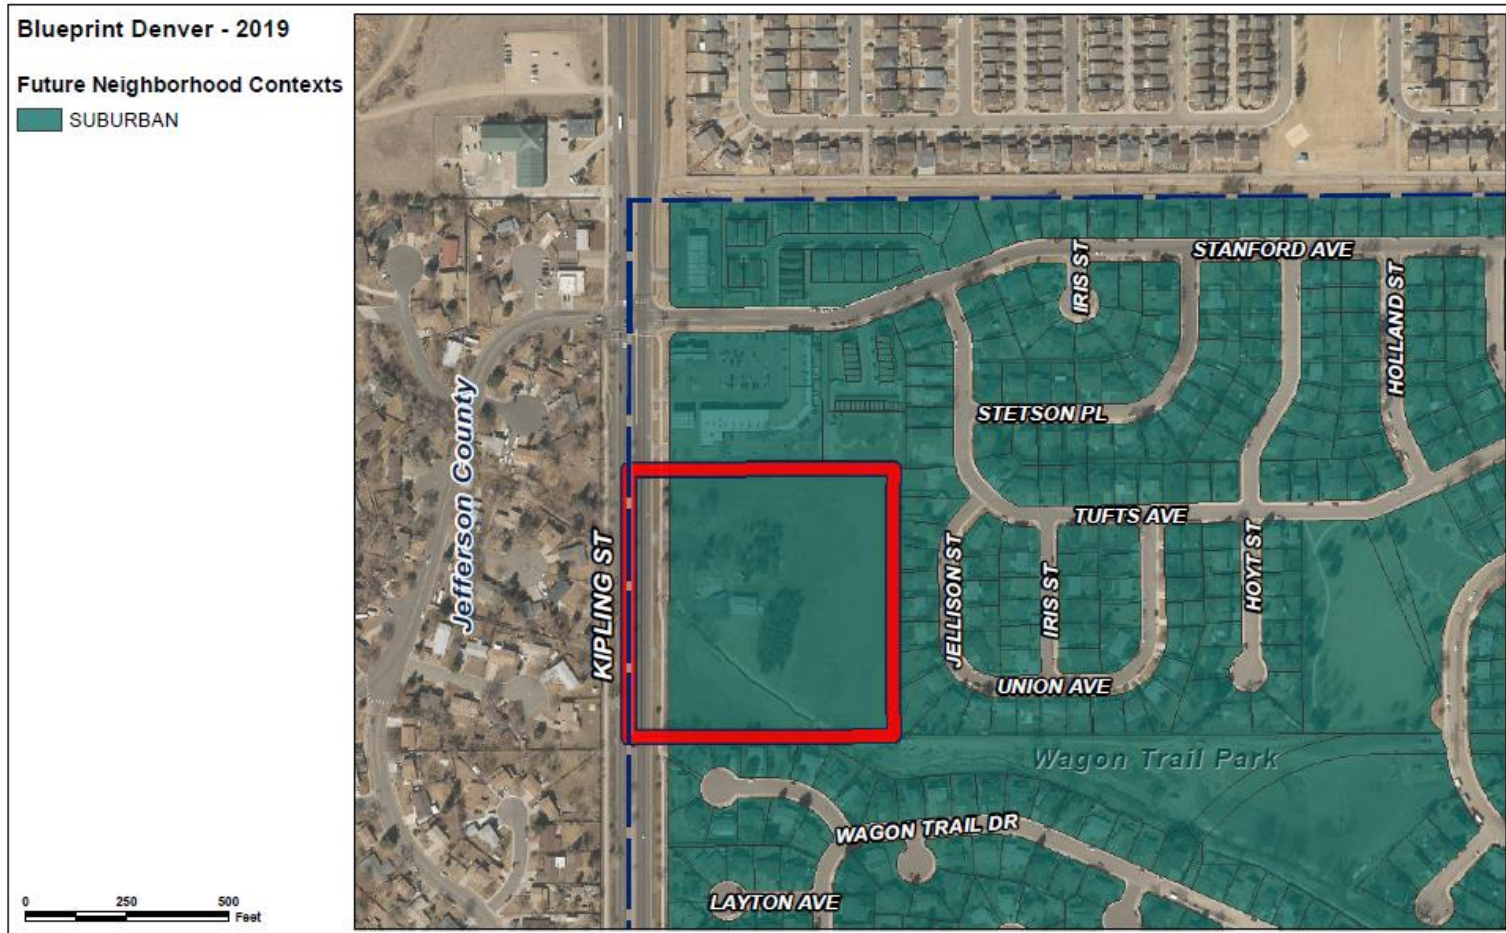 Blueprint Denver - 2019
Future Neighborhood Contexts
SUBURBAN
STANFORD AVE
IRIS ST
HOLLAND ST
STETSON PL
Jefferson County
KIPLING ST
TUFTS AVE
JELLISON ST
IRIS ST
HOYT ST
UNION AVE
Wagon Trail Park
WAGON TRAIL DR
LAYTON AVE
0 250 500
Feet